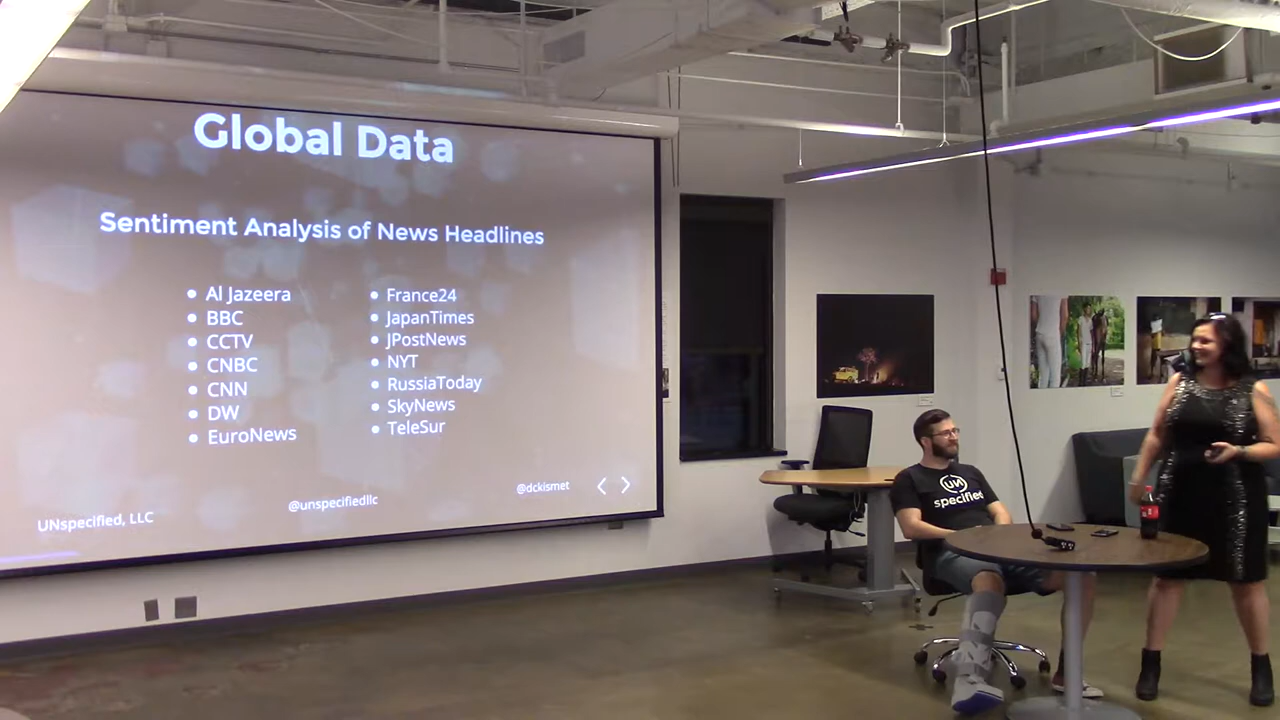 Global Data
Sentiment Analysis of News Headlines
Al Jazeera
BBC
CCTV
CNBC
CNN
DW
EuroNews
France24
JapanTimes
JPostNews
NYT
RussiaToday
SkyNews
TeleSur
UNspecified, LLC
@unspecifiedllc
@dckismet
UN
specified